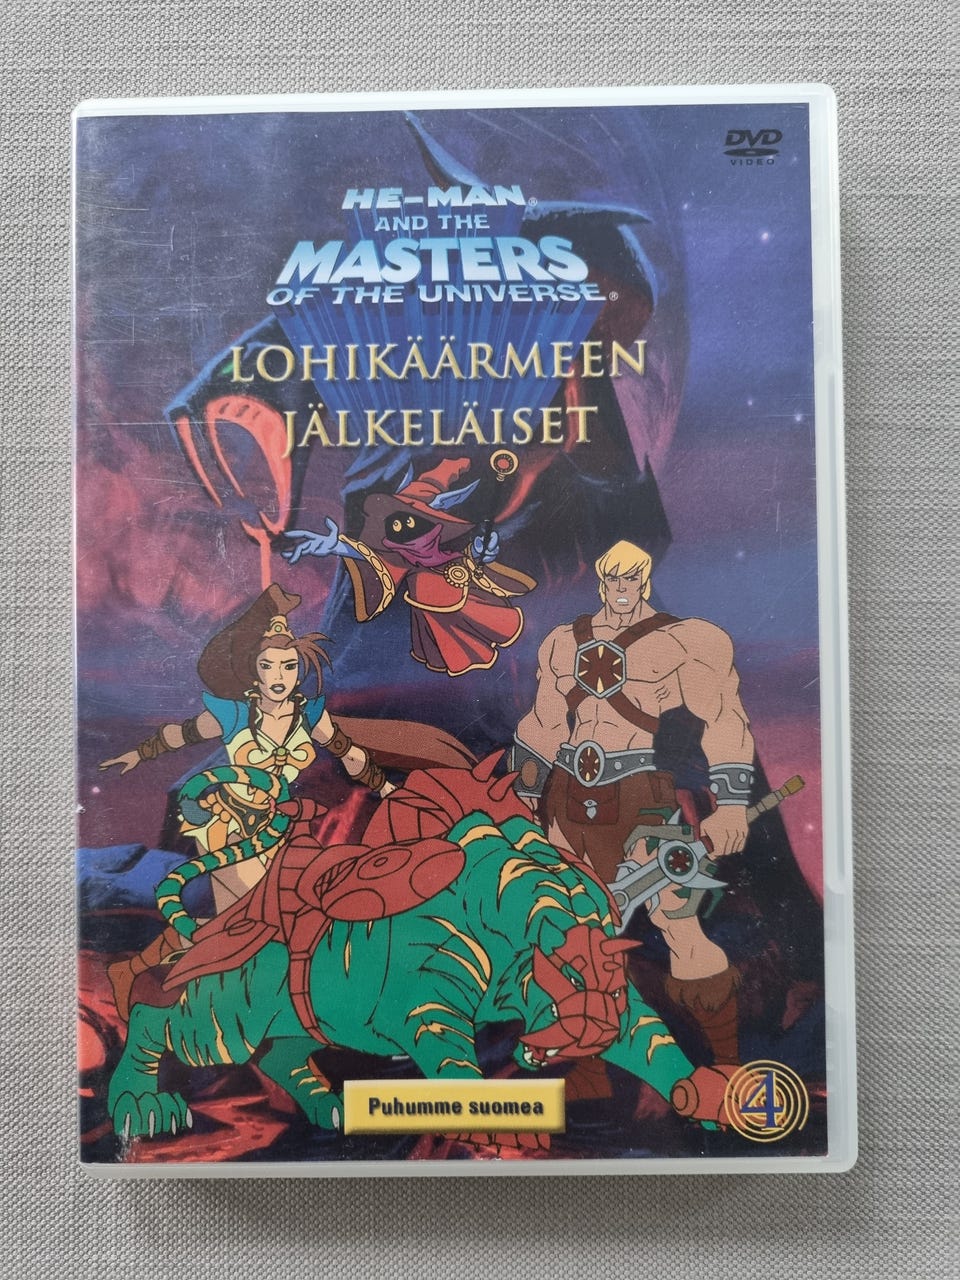 DVD
VIDEO
HE-MAN®
AND THE
MASTERS
OF THE UNIVERSE®
LOHIKÄÄRMEEN
JÄLKELÄISET
Puhumme suomea
4